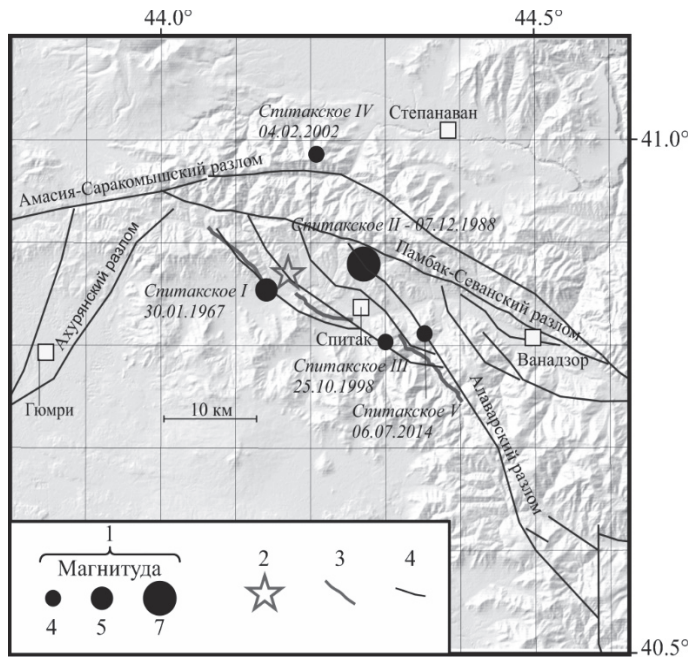 44.0°
44.5°
Спитакское IV
04.02.2002
Степанаван
41.0°
Амасия-Саракомышский разлом
Спитакское II - 07.12.1988
Ахурянский разлом
Памбак-Севанский разлом
Спитакское I
30.01.1967
Спитак
Ванадзор
Спитакское III
25.10.1998
Гюмри
10 км
Спитакское V
06.07.2014
Алаварский разлом
1
2
3
4
Магнитуда
4
5
7
40.5°